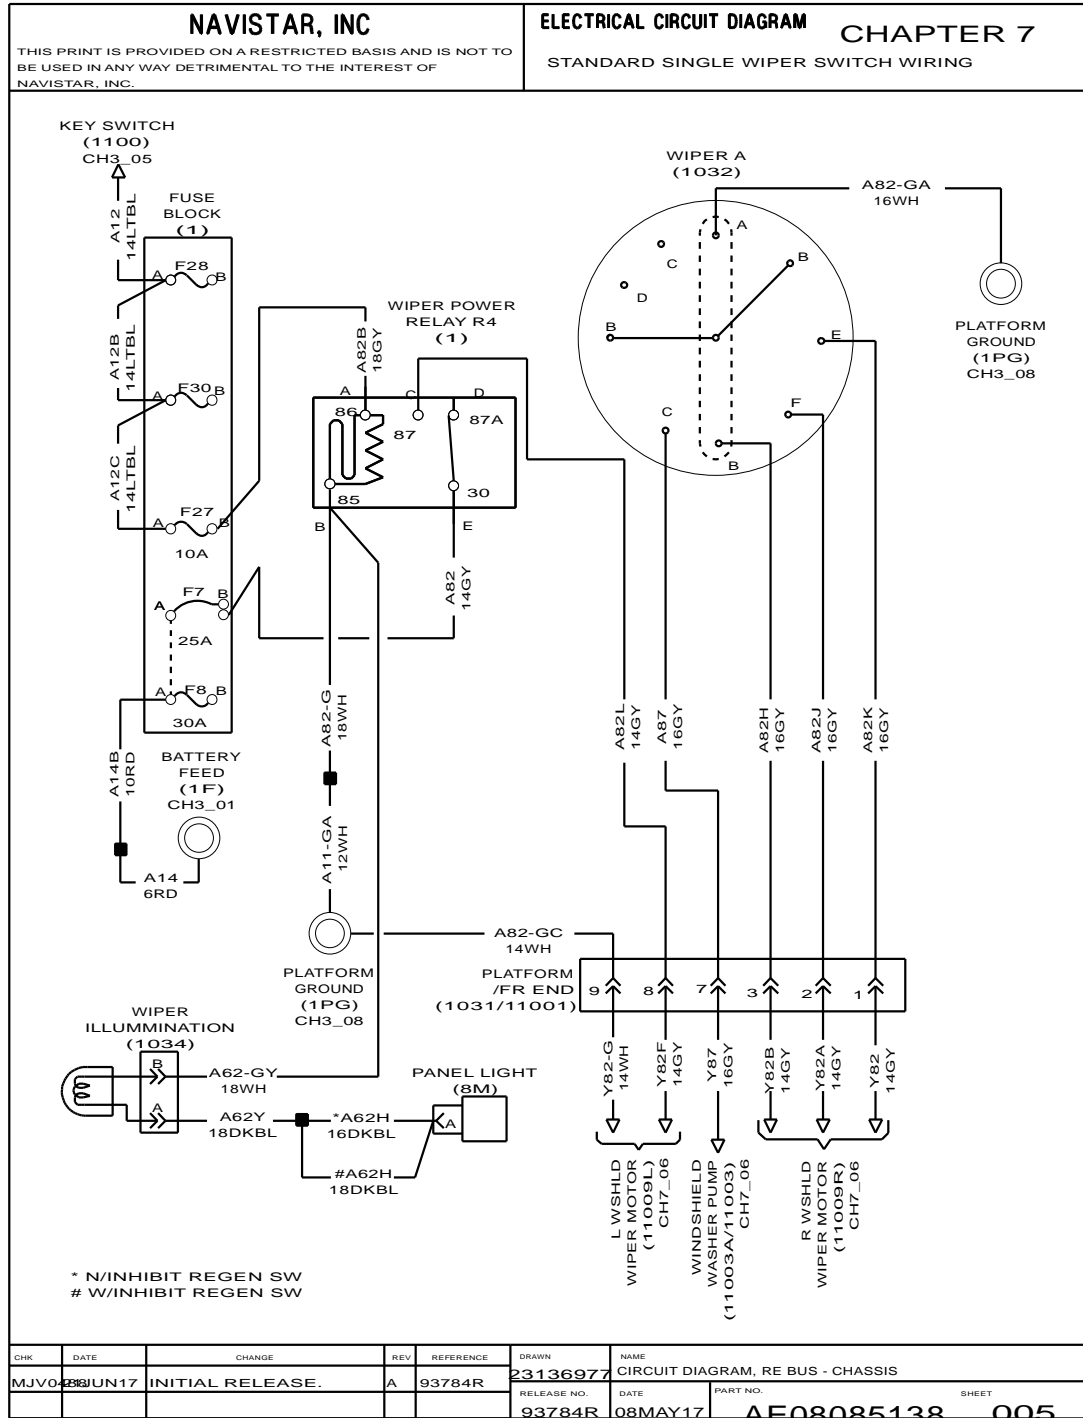 NAVISTAR, INC
THIS PRINT IS PROVIDED ON A RESTRICTED BASIS AND IS NOT TO
BE USED IN ANY WAY DETRIMENTAL TO THE INTEREST OF
NAVISTAR, INC.
ELECTRICAL CIRCUIT DIAGRAM
CHAPTER 7
STANDARD SINGLE WIPER SWITCH WIRING
KEY SWITCH
(1100)
CH3_05
A12
14LTBL
FUSE
BLOCK
(1)
A F28 B
A12B
14LTBL
A F30 B
A12C
14LTBL
A F27 B
10A
A F7 B
25A
A F8 B
30A
A14B
10RD
BATTERY
FEED
(1F)
CH3_01
A14
6RD
A82B
18GY
WIPER POWER
RELAY R4
(1)
A C D
86 87 87A
85 30
B E
A82
14GY
A82-G
18WH
A11-GA
12WH
PLATFORM
GROUND
(1PG)
CH3_08
A82-GC
14WH
WIPER A
(1032)
A82-GA
16WH
PLATFORM
GROUND
(1PG)
CH3_08
A
B
C
D
B
E
F
C
B
A82L
14GY
A87
16GY
A82H
16GY
A82J
16GY
A82K
16GY
PLATFORM
/FR END
(1031/11001)
9 8 7 3 2 1
Y82-G
14WH
Y82F
14GY
Y87
16GY
Y82B
14GY
Y82A
14GY
Y82
14GY
L WSHLD
WIPER MOTOR
(11009L)
CH7_06
WINDSHIELD
WASHER PUMP
(11003A/11003)
CH7_06
R WSHLD
WIPER MOTOR
(11009R)
CH7_06
WIPER
ILLUMMINATION
(1034)
B
A
A62-GY
18WH
A62Y
18DKBL
*A62H
16DKBL
#A62H
18DKBL
PANEL LIGHT
(8M)
A
* N/INHIBIT REGEN SW
# W/INHIBIT REGEN SW
CHK DATE CHANGE REV REFERENCE
INITIAL RELEASE. A 93784R
DRAWN
23136977
NAME
CIRCUIT DIAGRAM, RE BUS - CHASSIS
RELEASE NO.
93784R
DATE
08MAY17
PART NO.
AE08085138
SHEET
005